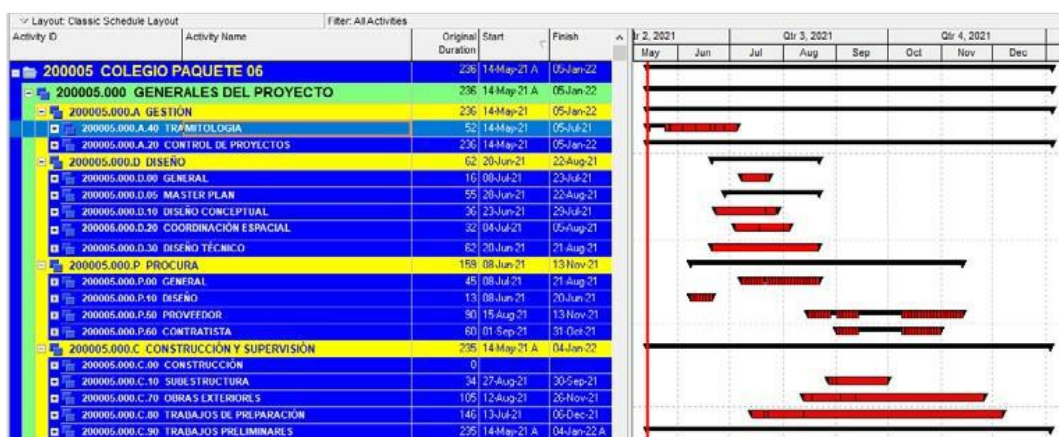 Layout: Classic Schedule Layout Filter: All Activities
Activity ID Activity Name Original Duration Start Finish Qtr 3, 2021 Qtr 4, 2021
May Jun Jul Aug Sep Oct Nov Dec
200005 COLEGIO PAQUETE 06 236 14-May-21 A 05-Jan-22
200005.000 GENERALES DEL PROYECTO 236 14-May-21 A 05-Jan-22
200005.000.A GESTIÓN 236 14-May-21 05-Jan-22
200005.000.A.40 TRAMITOLOGIA 52 14-May-21 05-Jul-21
200005.000.A.20 CONTROL DE PROYECTOS 236 14-May-21 05-Jan-22
200005.000.D DISEÑO 62 20-Jun-21 22-Aug-21
200005.000.D.00 GENERAL 16 08-Jul-21 23-Jul-21
200005.000.D.05 MASTER PLAN 55 28-Jun-21 22-Aug-21
200005.000.D.10 DISEÑO CONCEPTUAL 36 23-Jun-21 29-Jul-21
200005.000.D.20 COORDINACIÓN ESPACIAL 32 04-Jul-21 05-Aug-21
200005.000.D.30 DISEÑO TÉCNICO 62 20-Jun-21 21-Aug-21
200005.000.P PROCURA 159 08-Jun-21 13-Nov-21
200005.000.P.00 GENERAL 45 08-Jul-21 21-Aug-21
200005.000.P.10 DISEÑO 13 08-Jun-21 20-Jun-21
200005.000.P.50 PROVEEDOR 90 15-Aug-21 13-Nov-21
200005.000.P.60 CONTRATISTA 60 01-Sep-21 31-Oct-21
200005.000.C CONSTRUCCIÓN Y SUPERVISIÓN 235 14-May-21 A 04-Jan-22
200005.000.C.00 CONSTRUCCIÓN 0
200005.000.C.10 SUBESTRUCTURA 34 27-Aug-21 30-Sep-21
200005.000.C.70 OBRAS EXTERIORES 105 12-Aug-21 26-Nov-21
200005.000.C.80 TRABAJOS DE PREPARACIÓN 146 13-Jul-21 06-Dec-21
200005.000.C.90 TRABAJOS PRELIMINARES 235 14-May-21 A 04-Jan-22 A